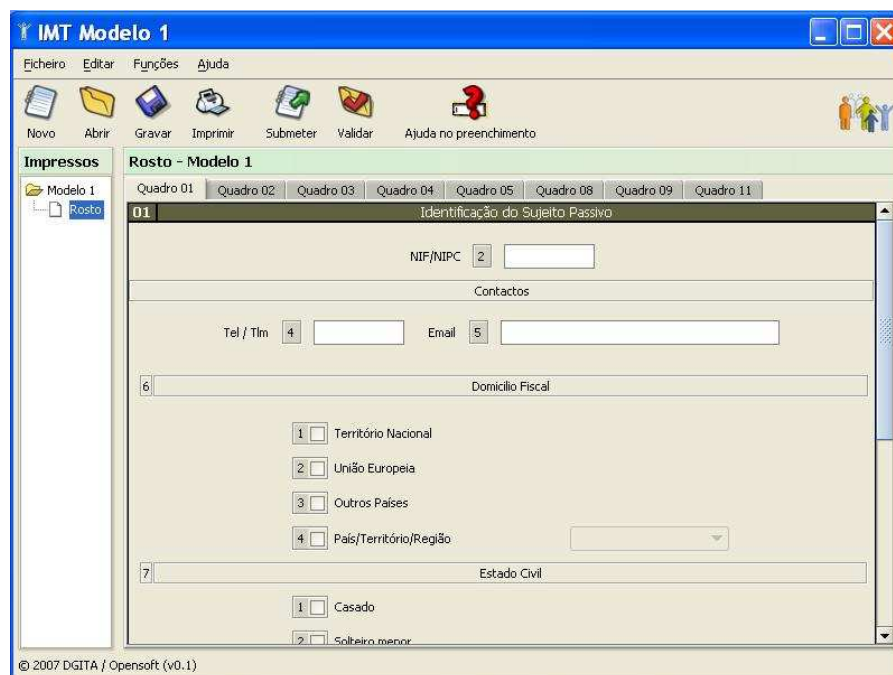 IMT Modelo 1
Ficheiro Editar Funções Ajuda
Novo Abrir Gravar Imprimir Submeter Validar Ajuda no preenchimento
Impressos
Rosto - Modelo 1
Modelo 1
Rosto
Quadro 01 Quadro 02 Quadro 03 Quadro 04 Quadro 05 Quadro 08 Quadro 09 Quadro 11
01 Identificação do Sujeito Passivo
NIF/NIPC 2
Contactos
Tel / Tlm 4 Email 5
6 Domicilio Fiscal
1 Território Nacional
2 União Europeia
3 Outros Países
4 País/Território/Região
7 Estado Civil
1 Casado
2 Solteiro menor
© 2007 DGITA / Opensoft (v0.1)